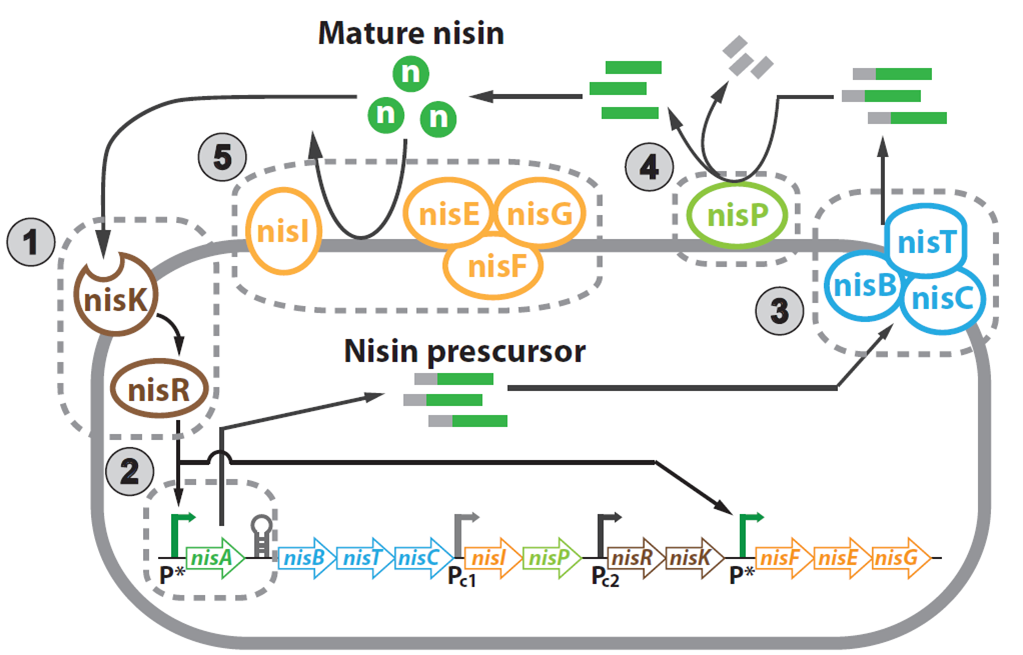 Mature nisin
n
n
n
5
4
1
nisI
nisE
nisG
nisF
nisP
nisT
nisB
nisC
3
nisK
nisR
Nisin prescursor
2
P*
nisA
nisB
nisT
nisC
Pc1
nisI
nisP
Pc2
nisR
nisK
P*
nisF
nisE
nisG